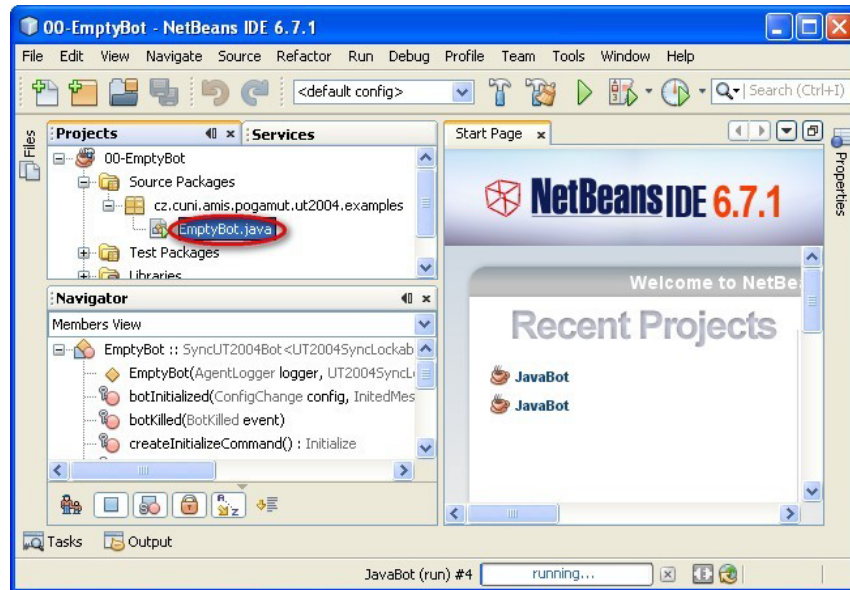 00-EmptyBot - NetBeans IDE 6.7.1
File Edit View Navigate Source Refactor Run Debug Profile Team Tools Window Help
<default config>
Search (Ctrl+I)
Files
Projects
Services
00-EmptyBot
Source Packages
cz.cuni.amis.pogamut.ut2004.examples
EmptyBot.java
Test Packages
Libraries
Navigator
Members View
EmptyBot :: SyncUT2004Bot<UT2004SyncLockab
EmptyBot(AgentLogger logger, UT2004SyncL
botInitialized(ConfigChange config, InitedMes
botKilled(BotKilled event)
createInitializeCommand() : Initialize
Start Page
NetBeans IDE 6.7.1
Welcome to NetBe
Recent Projects
JavaBot
JavaBot
Properties
Tasks
Output
JavaBot (run) #4
running...